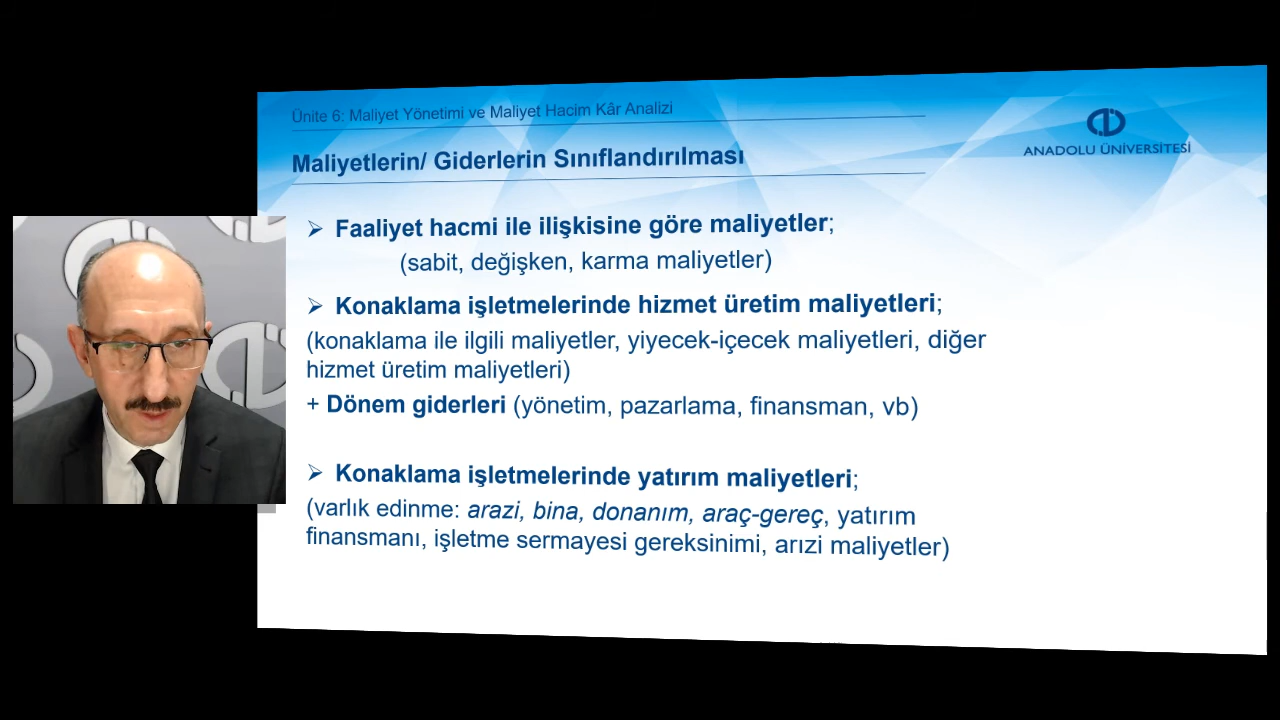 Ünite 6: Maliyet Yönetimi ve Maliyet Hacim Kâr Analizi
ANADOLU ÜNİVERSİTESİ
Maliyetlerin/ Giderlerin Sınıflandırılması
➢ Faaliyet hacmi ile ilişkisine göre maliyetler;
(sabit, değişken, karma maliyetler)
➢ Konaklama işletmelerinde hizmet üretim maliyetleri;
(konaklama ile ilgili maliyetler, yiyecek-içecek maliyetleri, diğer
hizmet üretim maliyetleri)
+ Dönem giderleri (yönetim, pazarlama, finansman, vb)
➢ Konaklama işletmelerinde yatırım maliyetleri;
(varlık edinme: arazi, bina, donanım, araç-gereç, yatırım
finansmanı, işletme sermayesi gereksinimi, arızi maliyetler)